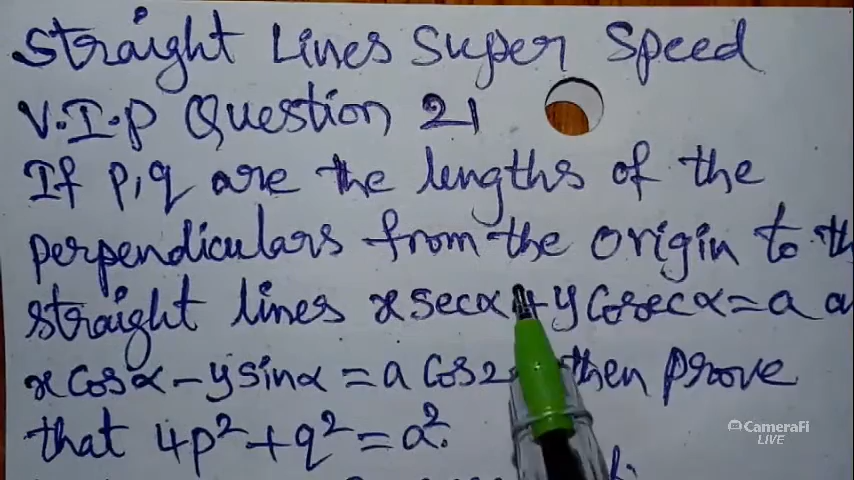 Straight Lines Super Speed
V.I.P Question 21
If p,q are the lengths of the
perpendiculars from the origin to th
straight lines x secα + y cosecα = a a
x cosα - y sinα = a cos2 then prove
that 4p² + q² = a².
CameraFi
LIVE